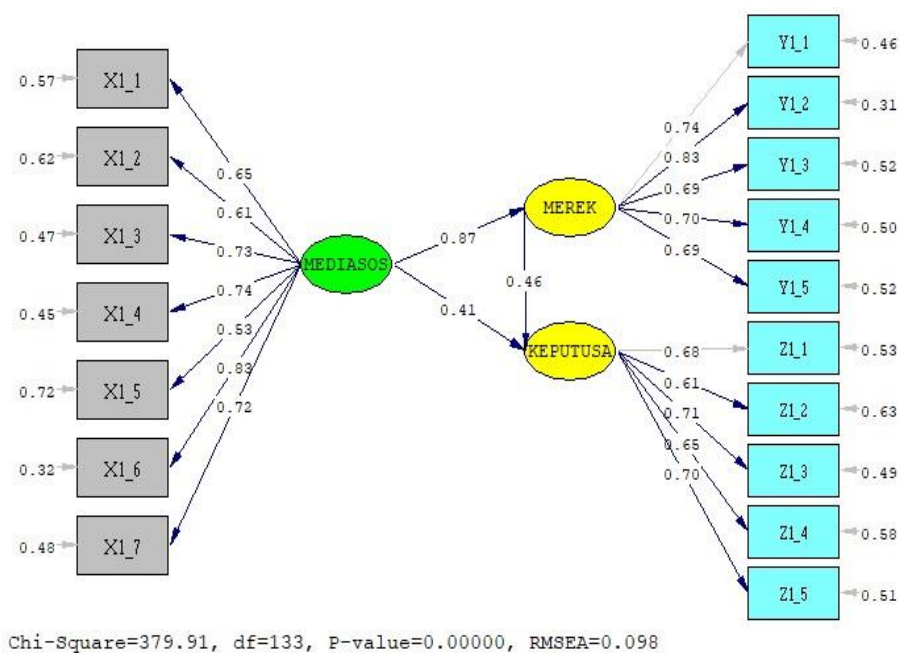 0.57 X1_1
0.62 X1_2
0.47 X1_3
0.45 X1_4
0.72 X1_5
0.32 X1_6
0.48 X1_7
0.65
0.61
0.73
0.74
0.53
0.83
0.72
MEDIASOS
0.87
0.41
MEREK
0.46
KEPUTUSA
0.74
0.83
0.69
0.70
0.69
0.68
0.61
0.71
0.65
0.70
Y1_1 0.46
Y1_2 0.31
Y1_3 0.52
Y1_4 0.50
Y1_5 0.52
Z1_1 0.53
Z1_2 0.63
Z1_3 0.49
Z1_4 0.58
Z1_5 0.51
Chi-Square=379.91, df=133, P-value=0.00000, RMSEA=0.098